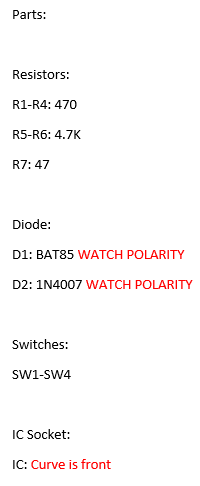 Parts:
Resistors:
R1-R4: 470
R5-R6: 4.7K
R7: 47
Diode:
D1: BAT85 WATCH POLARITY
D2: 1N4007 WATCH POLARITY
Switches:
SW1-SW4
IC Socket:
IC: Curve is front